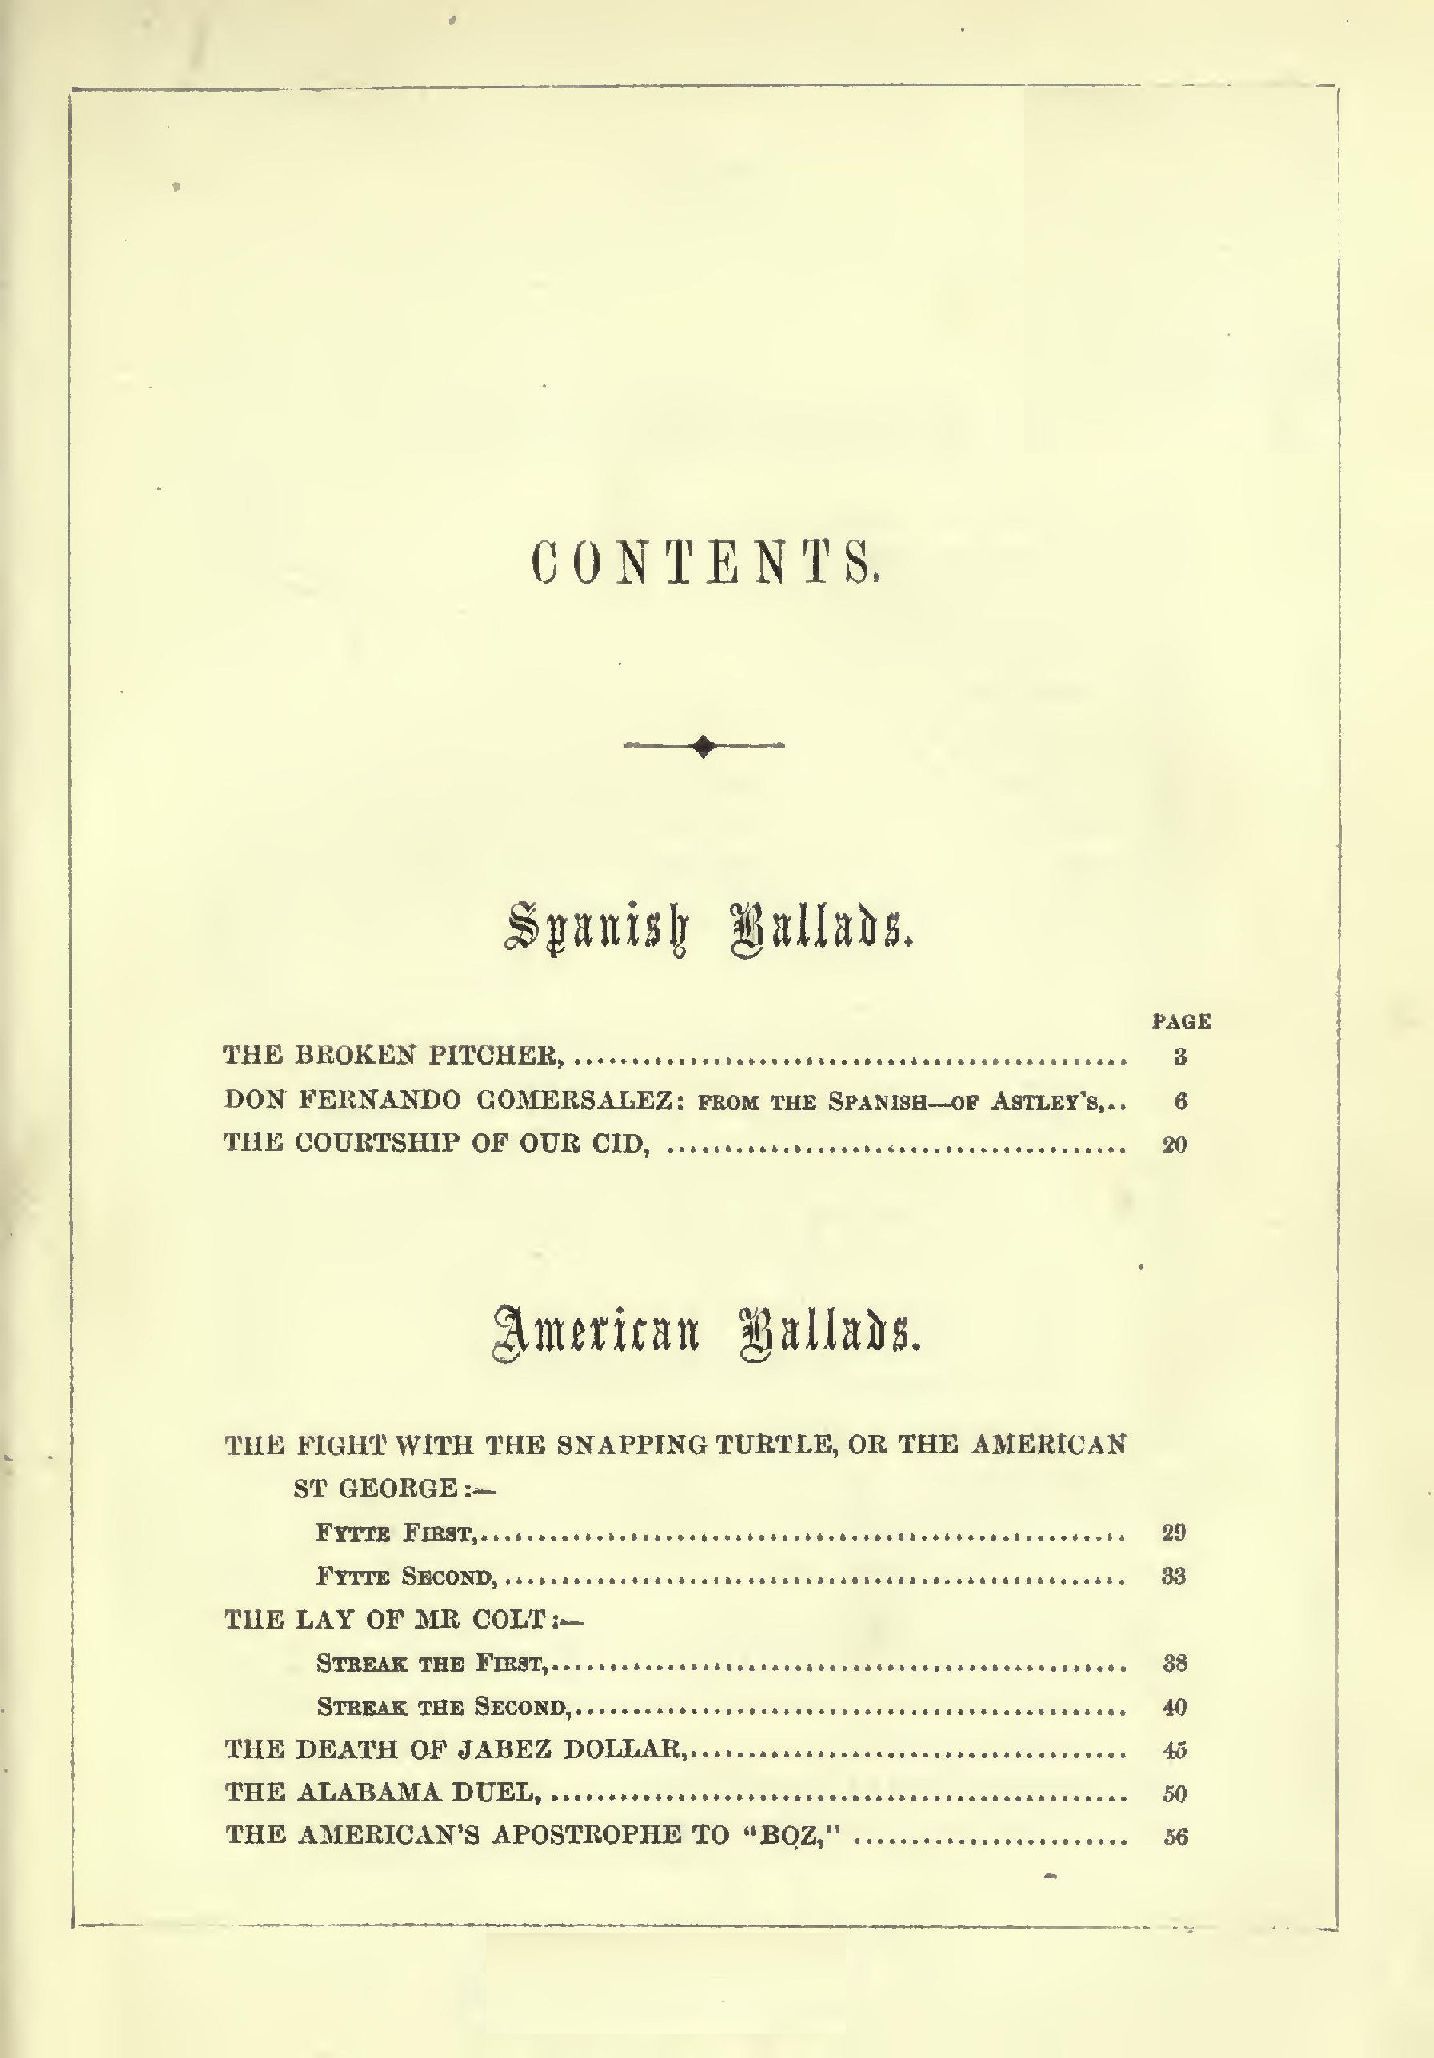 CONTENTS.
Spanish Ballads.
PAGE
THE BROKEN PITCHER, ................................................ 3
DON FERNANDO GOMERSALEZ: FROM THE SPANISH—OF ASTLEY'S,.. 6
THE COURTSHIP OF OUR CID, ........................................ 20
American Ballads.
THE FIGHT WITH THE SNAPPING TURTLE, OR THE AMERICAN
ST GEORGE:—
FYTTE FIRST,........................................................ 29
FYTTE SECOND,...................................................... 33
THE LAY OF MR COLT:—
STREAK THE FIRST,.................................................. 38
STREAK THE SECOND,................................................ 40
THE DEATH OF JABEZ DOLLAR,...................................... 45
THE ALABAMA DUEL, .................................................. 50
THE AMERICAN'S APOSTROPHE TO "BOZ," ........................ 56